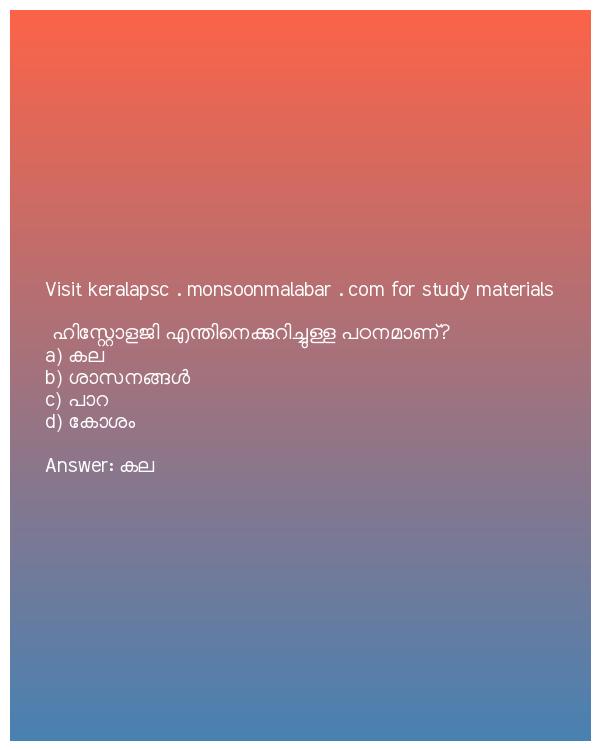 Visit keralapsc . monsoonmalabar . com for study materials
ഹിസ്റ്റോളജി എന്തിനെക്കുറിച്ചുള്ള പഠനമാണ്?
a) കല
b) ശാസനങ്ങൾ
c) പാറ
d) കോശം
Answer: കല